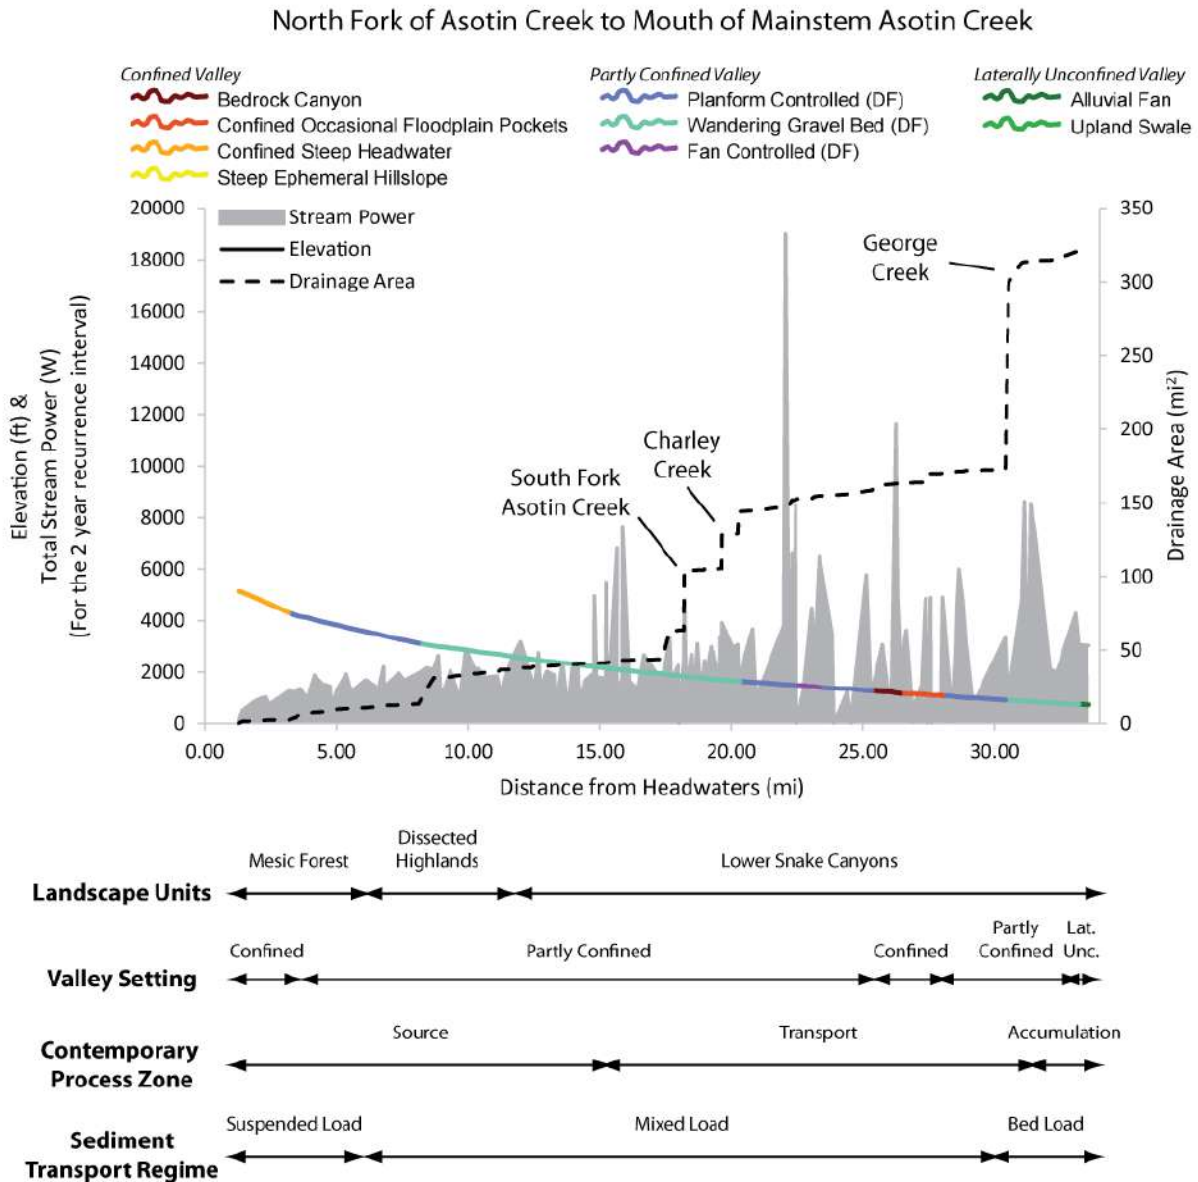 North Fork of Asotin Creek to Mouth of Mainstem Asotin Creek
Confined Valley
Bedrock Canyon
Confined Occasional Floodplain Pockets
Confined Steep Headwater
Steep Ephemeral Hillslope
Partly Confined Valley
Planform Controlled (DF)
Wandering Gravel Bed (DF)
Fan Controlled (DF)
Laterally Unconfined Valley
Alluvial Fan
Upland Swale
Stream Power
Elevation
Drainage Area
Elevation (ft) &
Total Stream Power (W)
(For the 2 year recurrence interval)
20000
18000
16000
14000
12000
10000
8000
6000
4000
2000
0
South Fork
Asotin Creek
Charley
Creek
George
Creek
350
300
250
200
150
100
50
0
Drainage Area (mi²)
0.00 5.00 10.00 15.00 20.00 25.00 30.00
Distance from Headwaters (mi)
Landscape Units
Mesic Forest
Dissected
Highlands
Lower Snake Canyons
Valley Setting
Confined
Partly Confined
Confined
Partly
Confined
Lat.
Unc.
Contemporary
Process Zone
Source
Transport
Accumulation
Sediment
Transport Regime
Suspended Load
Mixed Load
Bed Load